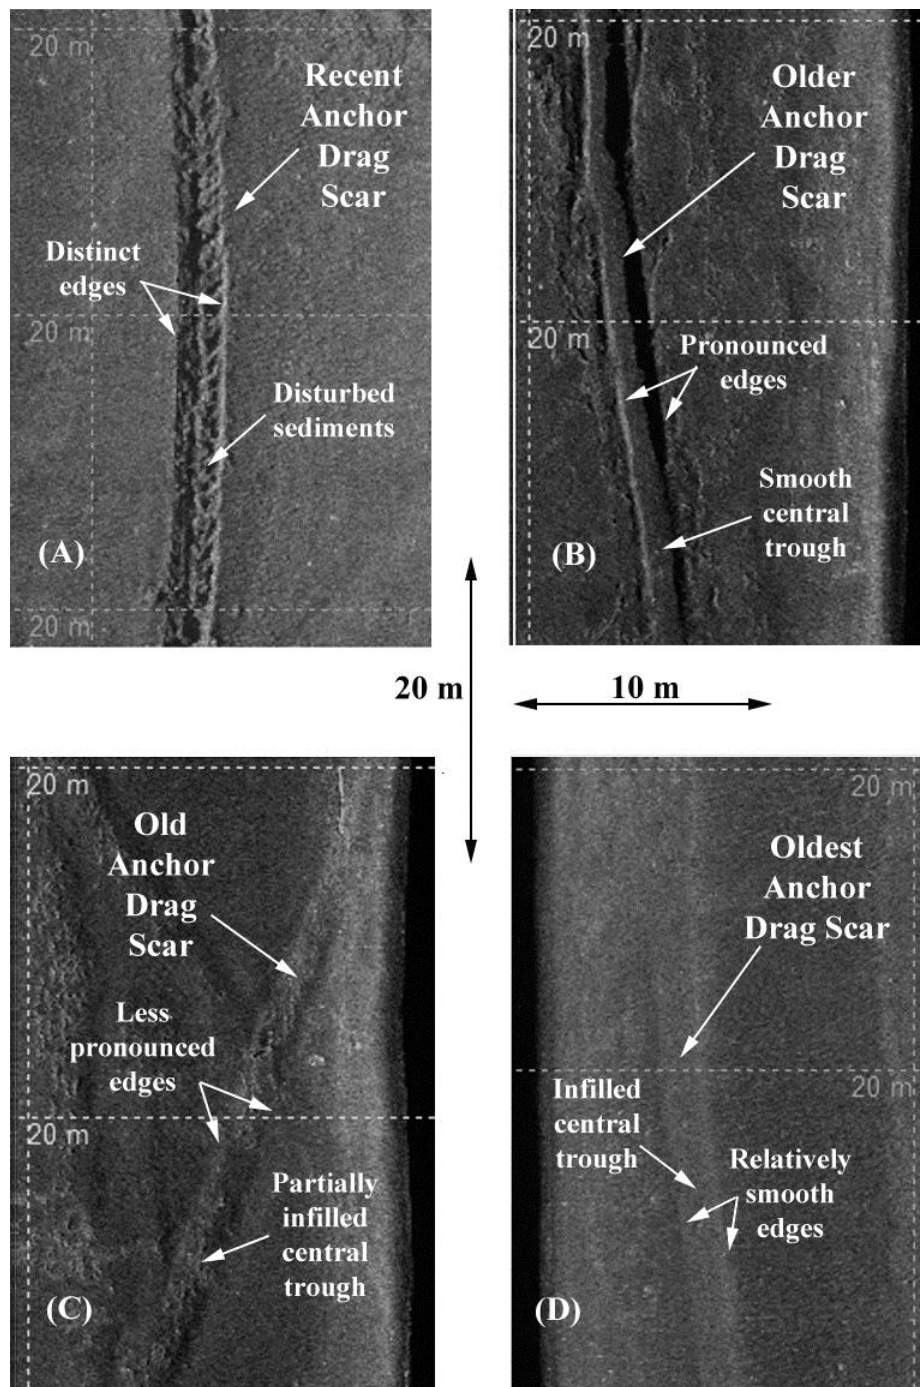 20 m
Recent
Anchor
Drag
Scar
Distinct
edges
20 m
Disturbed
sediments
(A)
20 m
20 m
Older
Anchor
Drag
Scar
20 m
Pronounced
edges
Smooth
central
trough
(B)
20 m
10 m
20 m
Old
Anchor
Drag
Scar
Less
pronounced
edges
20 m
Partially
infilled
central
trough
(C)
20 m
Oldest
Anchor
Drag Scar
20 m
Infilled
central
trough
Relatively
smooth
edges
(D)